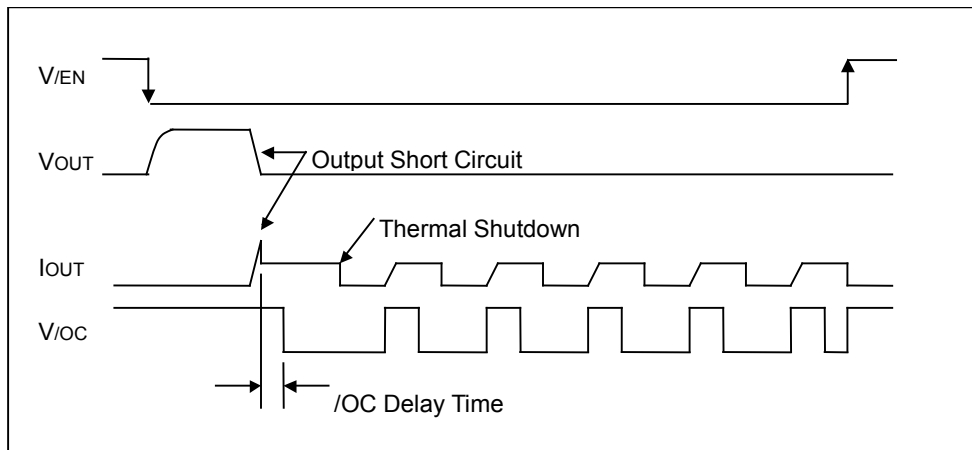 V/EN
VOUT
Output Short Circuit
Thermal Shutdown
IOUT
V/OC
/OC Delay Time